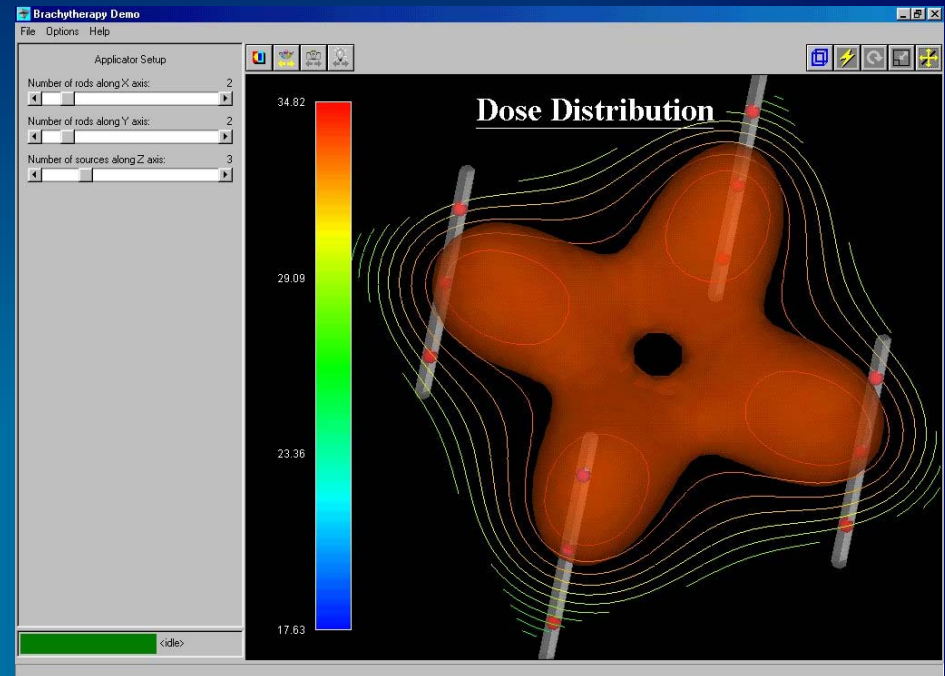 Brachytherapy Demo
File Options Help
Applicator Setup
Number of rods along X axis: 2
Number of rods along Y axis: 2
Number of sources along Z axis: 3
<idle>
Dose Distribution
34.82
29.09
23.36
17.63